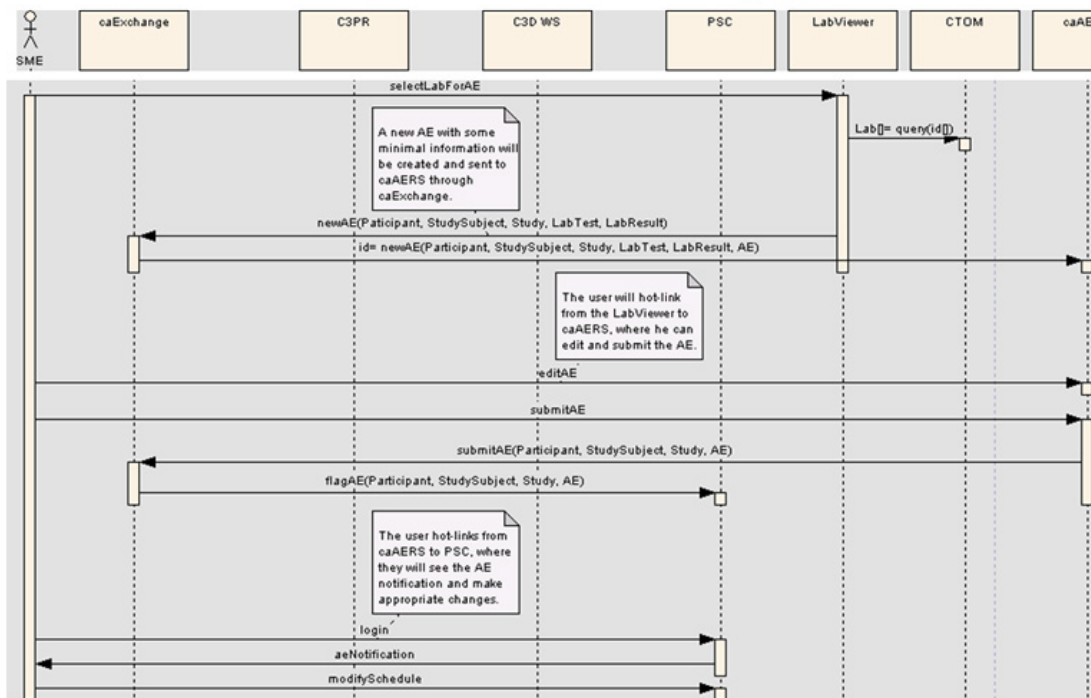 caExchange
C3PR
C3D WS
PSC
LabViewer
CTOM
caAE
SME
selectLabForAE
A new AE with some
minimal information will
be created and sent to
caAERS through
caExchange.
Lab[]= query(id[])
newAE(Paticipant, StudySubject, Study, LabTest, LabResult)
id= newAE(Participant, StudySubject, Study, LabTest, LabResult, AE)
The user will hot-link
from the LabViewer to
caAERS, where he can
edit and submit the AE.
editAE
submitAE
submitAE(Participant, StudySubject, Study, AE)
flagAE(Participant, StudySubject, Study, AE)
The user hot-links from
caAERS to PSC, where
they will see the AE
notification and make
appropriate changes.
login
aeNotification
modifySchedule